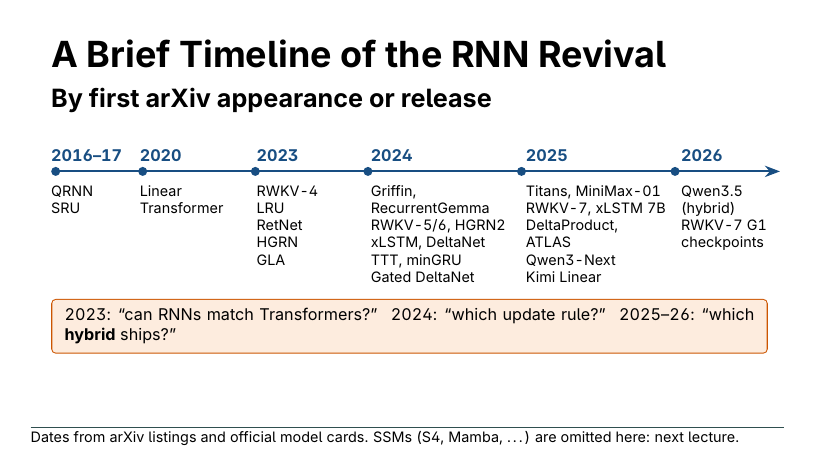 A Brief Timeline of the RNN Revival
By first arXiv appearance or release
2016–17
QRNN
SRU
2020
Linear
Transformer
2023
RWKV-4
LRU
RetNet
HGRN
GLA
2024
Griffin,
RecurrentGemma
RWKV-5/6, HGRN2
xLSTM, DeltaNet
TTT, minGRU
Gated DeltaNet
2025
Titans, MiniMax-01
RWKV-7, xLSTM 7B
DeltaProduct,
ATLAS
Qwen3-Next
Kimi Linear
2026
Qwen3.5
(hybrid)
RWKV-7 G1
checkpoints
2023: “can RNNs match Transformers?” 2024: “which update rule?” 2025–26: “which
hybrid ships?”
Dates from arXiv listings and official model cards. SSMs (S4, Mamba, ...) are omitted here: next lecture.